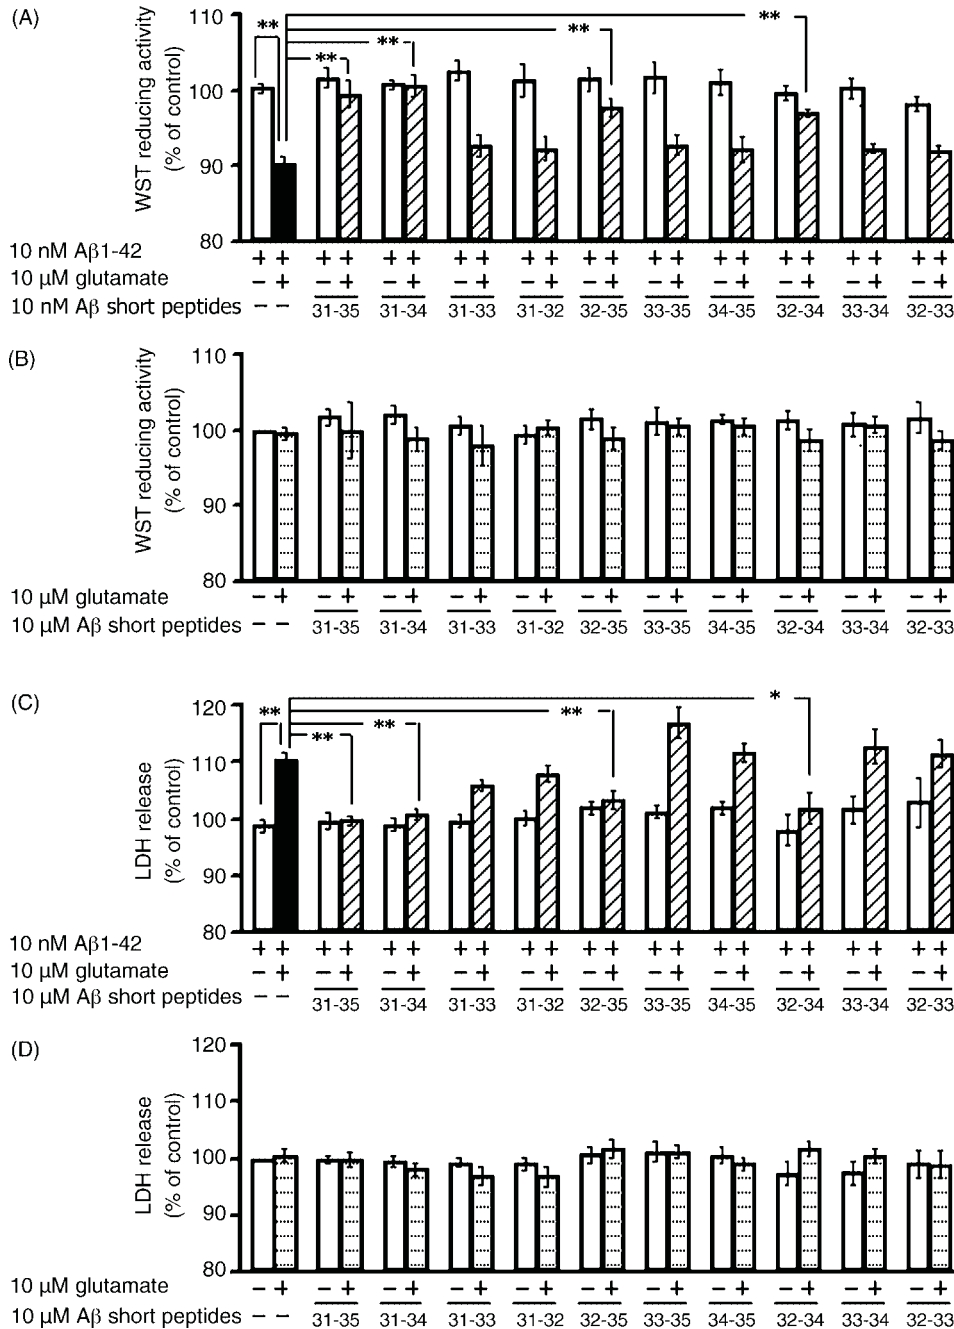 (A)
WST reducing activity
(% of control)
110
100
90
80
** ** ** ** **
10 nM Aβ1-42 + + + + + + + + + + + + + + + + + + + + + +
10 µM glutamate − + − + − + − + − + − + − + − + − + − + − +
10 nM Aβ short peptides − − 31-35 31-34 31-33 31-32 32-35 33-35 34-35 32-34 33-34 32-33
(B)
WST reducing activity
(% of control)
110
100
90
80
10 µM glutamate − + − + − + − + − + − + − + − + − + − + − +
10 µM Aβ short peptides − − 31-35 31-34 31-33 31-32 32-35 33-35 34-35 32-34 33-34 32-33
(C)
LDH release
(% of control)
120
110
100
90
80
** ** ** ** *
10 nM Aβ1-42 + + + + + + + + + + + + + + + + + + + + + +
10 µM glutamate − + − + − + − + − + − + − + − + − + − + − +
10 µM Aβ short peptides − − 31-35 31-34 31-33 31-32 32-35 33-35 34-35 32-34 33-34 32-33
(D)
LDH release
(% of control)
120
110
100
90
80
10 µM glutamate − + − + − + − + − + − + − + − + − + − + − +
10 µM Aβ short peptides − − 31-35 31-34 31-33 31-32 32-35 33-35 34-35 32-34 33-34 32-33